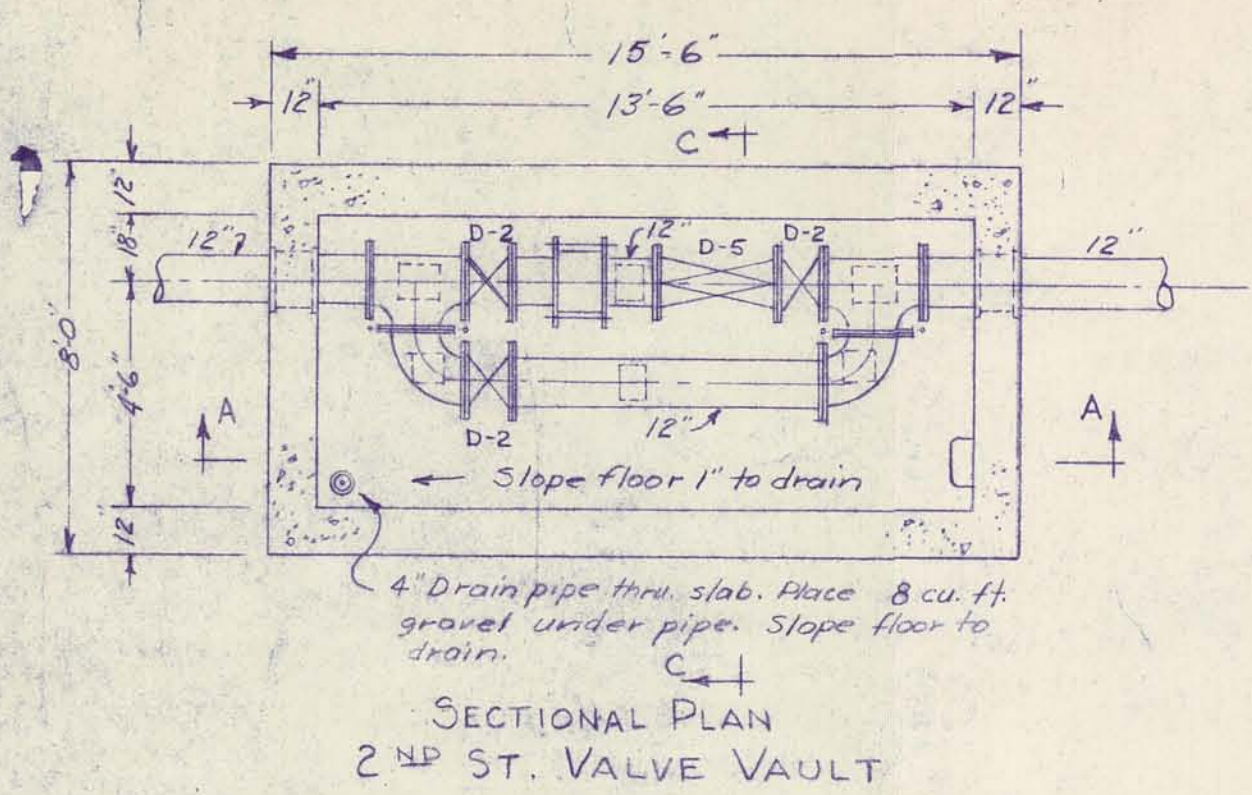 15'-6"
12"
13'-6"
12"
C
12"
18"
8'-0"
4'-6"
12"
12"
D-2
12"
D-5
D-2
12"
A
D-2
12"
A
Slope floor 1" to drain
4" Drain pipe thru. slab. Place 8 cu. ft.
gravel under pipe. Slope floor to
drain.
C
SECTIONAL PLAN
2ND ST. VALVE VAULT